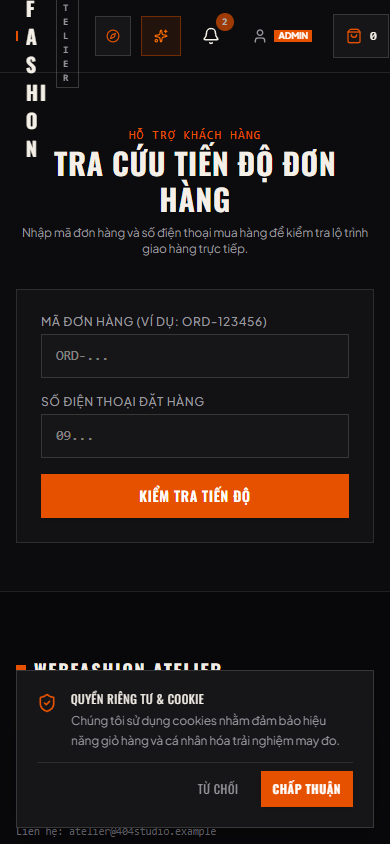 F
A
S
HI
O
N
T
E
L
I
E
R
2
ADMIN
0
HỖ TRỢ KHÁCH HÀNG
TRA CỨU TIẾN ĐỘ ĐƠN
HÀNG
Nhập mã đơn hàng và số điện thoại mua hàng để kiểm tra lộ trình
giao hàng trực tiếp.
MÃ ĐƠN HÀNG (VÍ DỤ: ORD-123456)
ORD-...
SỐ ĐIỆN THOẠI ĐẶT HÀNG
09...
KIỂM TRA TIẾN ĐỘ
WEBFASHION ATELIER
QUYỀN RIÊNG TƯ & COOKIE
Chúng tôi sử dụng cookies nhằm đảm bảo hiệu
năng giỏ hàng và cá nhân hóa trải nghiệm may đo.
TỪ CHỐI
CHẤP THUẬN
Liên hệ: atelier@404studio.example